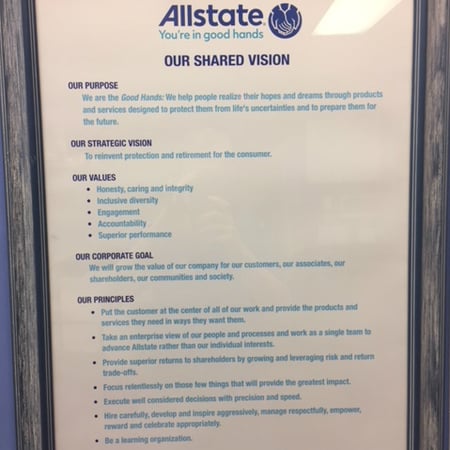 Allstate
You're in good hands
OUR SHARED VISION
OUR PURPOSE
We are the Good Hands: We help people realize their hopes and dreams through products
and services designed to protect them from life's uncertainties and to prepare them for
the future.
OUR STRATEGIC VISION
To reinvent protection and retirement for the consumer.
OUR VALUES
• Honesty, caring and integrity
• Inclusive diversity
• Engagement
• Accountability
• Superior performance
OUR CORPORATE GOAL
We will grow the value of our company for our customers, our associates, our
shareholders, our communities and society.
OUR PRINCIPLES
• Put the customer at the center of all of our work and provide the products and
services they need in ways they want them.
• Take an enterprise view of our people and processes and work as a single team to
advance Allstate rather than our individual interests.
• Provide superior returns to shareholders by growing and leveraging risk and return
trade-offs.
• Focus relentlessly on those few things that will provide the greatest impact.
• Execute well considered decisions with precision and speed.
• Hire carefully, develop and inspire aggressively, manage respectfully, empower,
reward and celebrate appropriately.
• Be a learning organization.